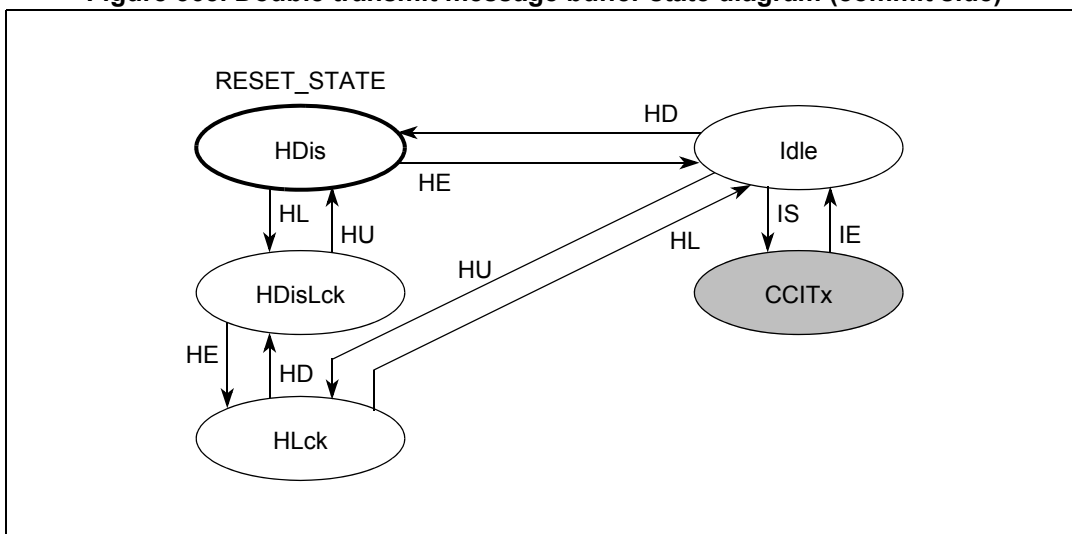 Figure
Double transmit message buffer state diagram (commit side)
RESET_STATE
HDis
HD
HE
Idle
HL
HU
IS
IE
HDisLck
HU
HL
CCITx
HE
HD
HLck